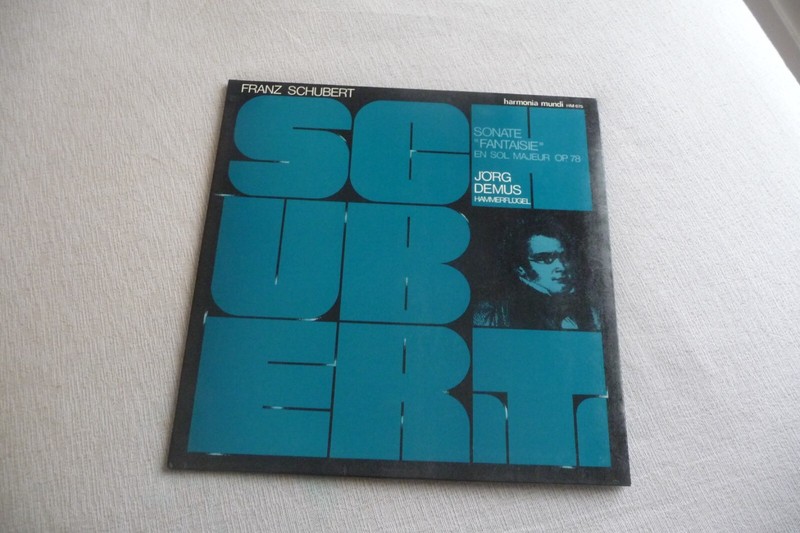 FRANZ SCHUBERT
harmonia mundi
SCH
SONATE
"FANTAISIE"
EN SOL MAJEUR OP. 78
JÖRG
DEMUS
HAMMERFLÜGEL
UB
ERT